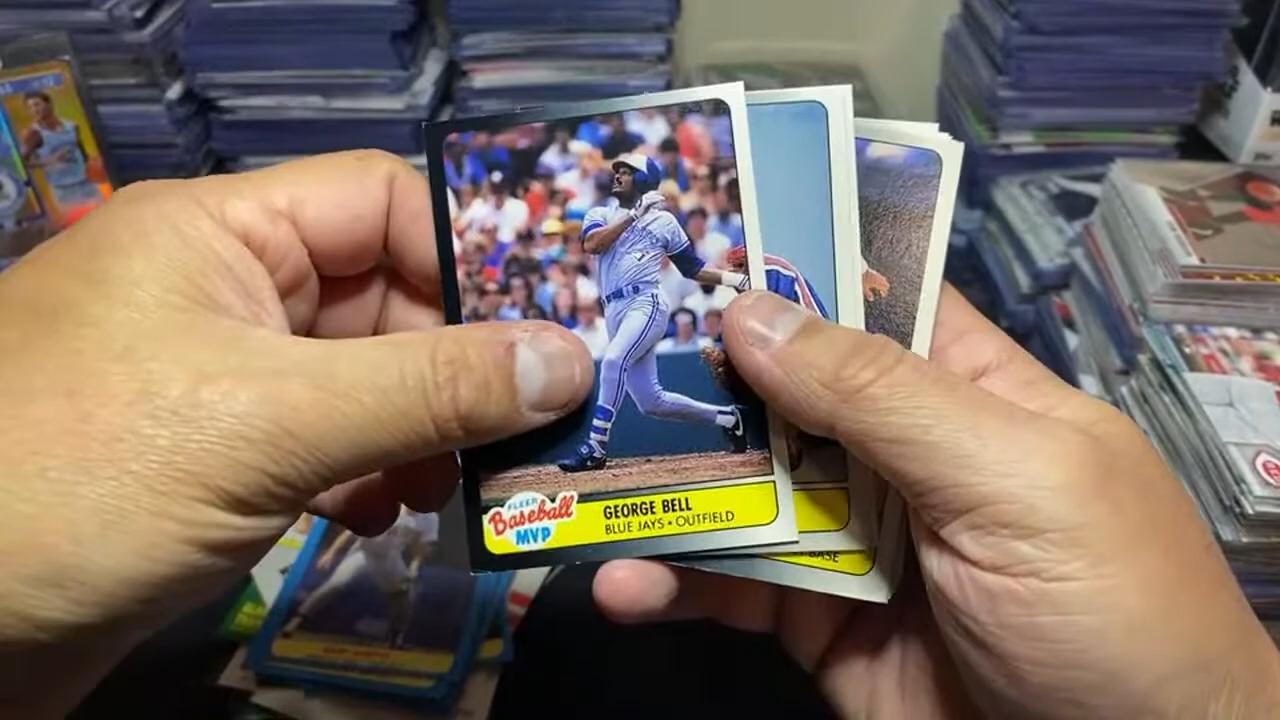 FLEER
Baseball
MVP
GEORGE BELL
BLUE JAYS • OUTFIELD
BASE